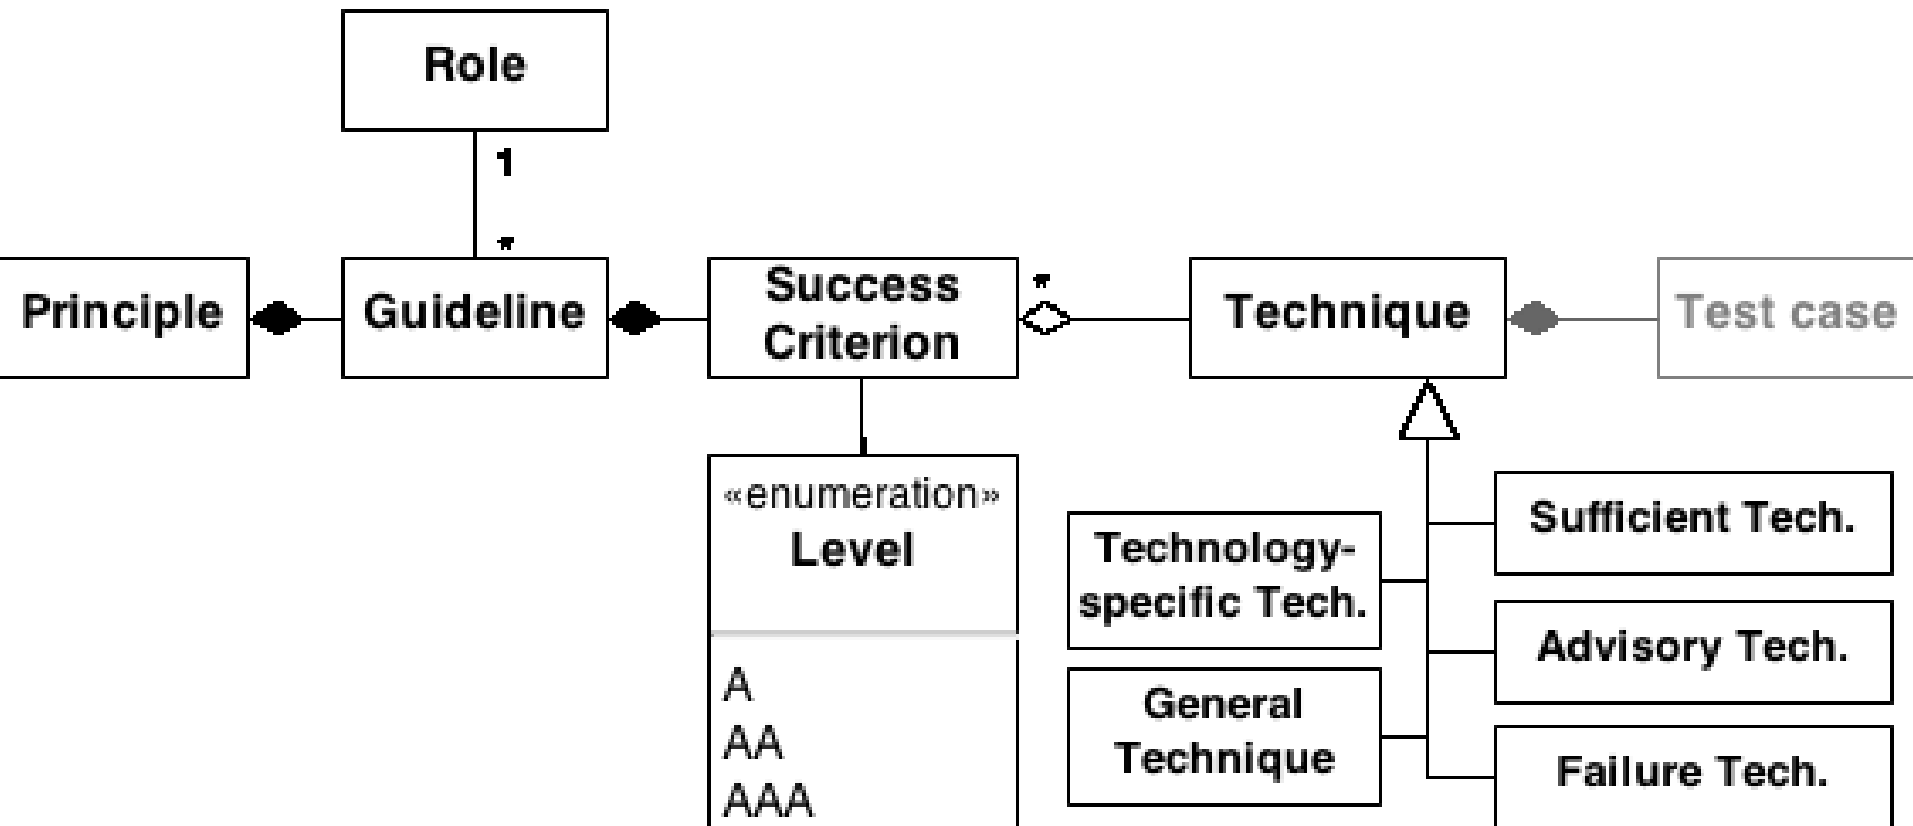 Role
1
*
Principle
Guideline
Success
Criterion
*
Technique
Test case
«enumeration»
Level
A
AA
AAA
Technology-
specific Tech.
General
Technique
Sufficient Tech.
Advisory Tech.
Failure Tech.